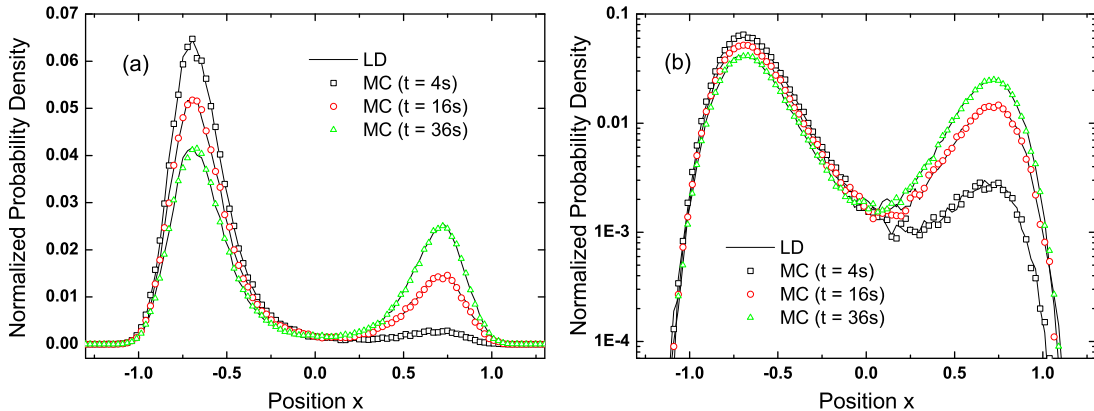 0.07
0.06
0.05
0.04
0.03
0.02
0.01
0.00
Normalized Probability Density
(a)
LD
MC (t = 4s)
MC (t = 16s)
MC (t = 36s)
-1.0 -0.5 0.0 0.5 1.0
Position x
0.1
0.01
1E-3
1E-4
Normalized Probability Density
(b)
LD
MC (t = 4s)
MC (t = 16s)
MC (t = 36s)
-1.0 -0.5 0.0 0.5 1.0
Position x